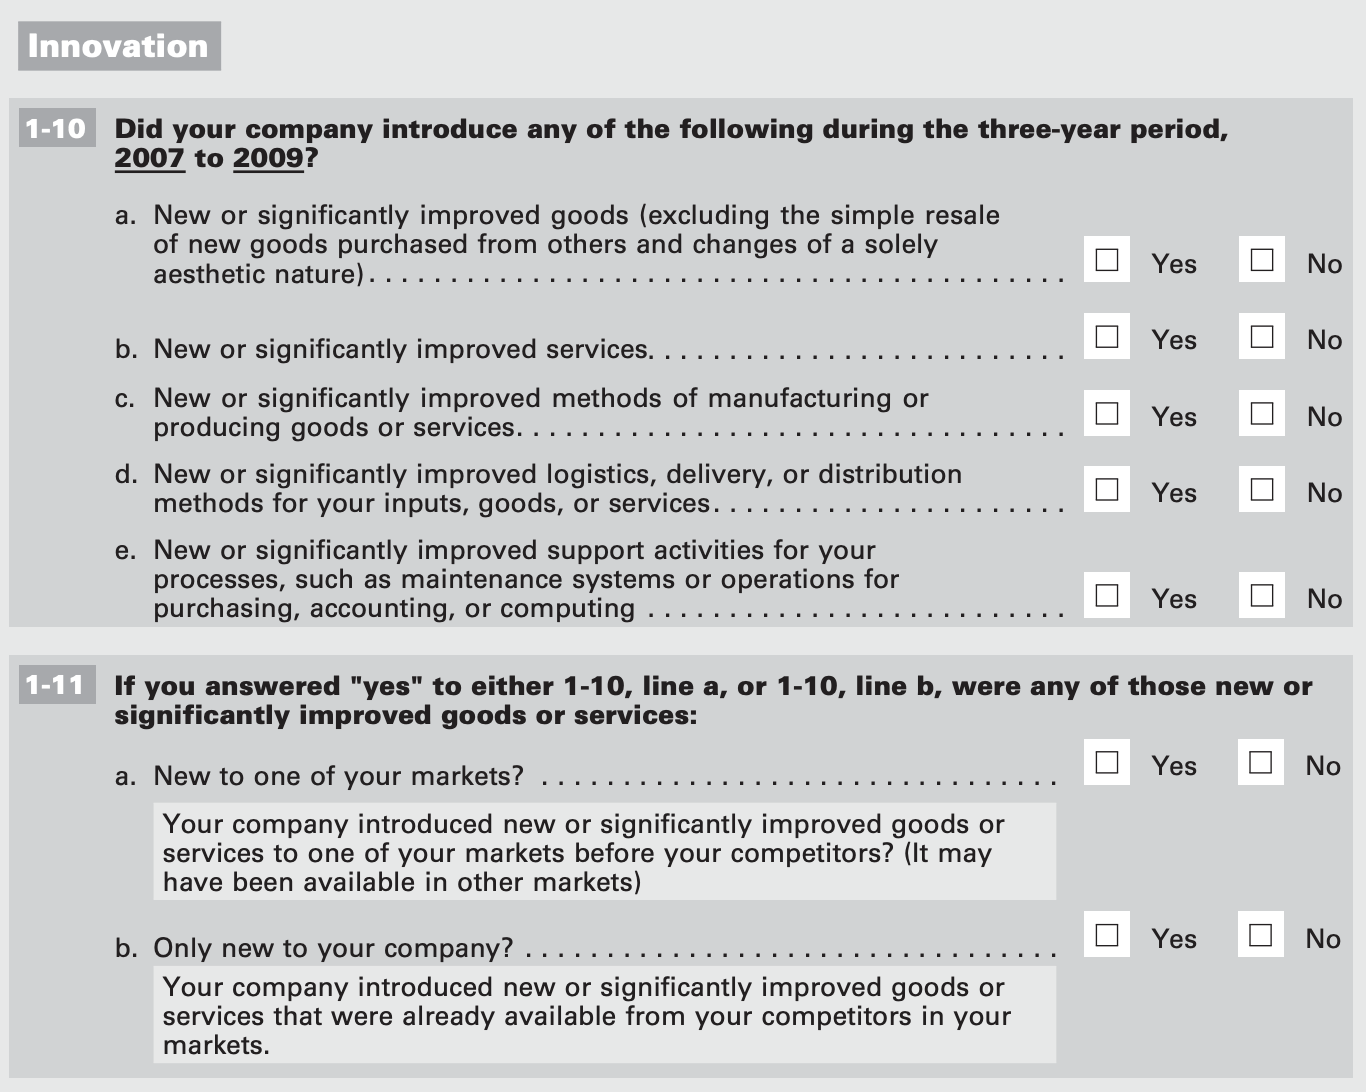 Innovation
1-10 Did your company introduce any of the following during the three-year period,
2007 to 2009?
a. New or significantly improved goods (excluding the simple resale
of new goods purchased from others and changes of a solely
aesthetic nature). . . . . . . . . . . . . . . . . . . . . . . . . . . . . . . . . . . . . . . . . . . Yes No
b. New or significantly improved services. . . . . . . . . . . . . . . . . . . . . . . . . . Yes No
c. New or significantly improved methods of manufacturing or
producing goods or services. . . . . . . . . . . . . . . . . . . . . . . . . . . . . . . . . . Yes No
d. New or significantly improved logistics, delivery, or distribution
methods for your inputs, goods, or services. . . . . . . . . . . . . . . . . . . . . . Yes No
e. New or significantly improved support activities for your
processes, such as maintenance systems or operations for
purchasing, accounting, or computing . . . . . . . . . . . . . . . . . . . . . . . . . . Yes No
1-11 If you answered "yes" to either 1-10, line a, or 1-10, line b, were any of those new or
significantly improved goods or services:
a. New to one of your markets? . . . . . . . . . . . . . . . . . . . . . . . . . . . . . . . . Yes No
Your company introduced new or significantly improved goods or
services to one of your markets before your competitors? (It may
have been available in other markets)
b. Only new to your company? . . . . . . . . . . . . . . . . . . . . . . . . . . . . . . . . . Yes No
Your company introduced new or significantly improved goods or
services that were already available from your competitors in your
markets.